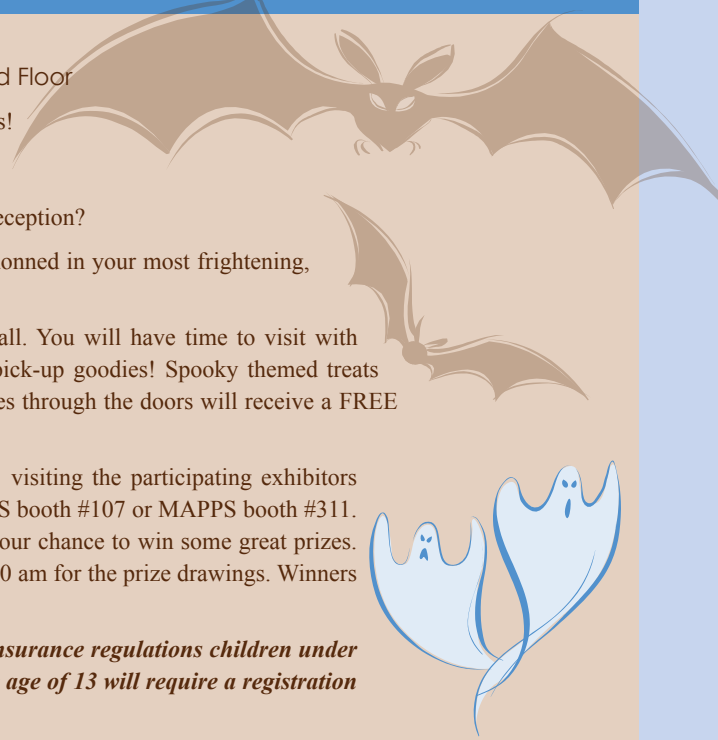 d Floor
s!
eception?
onned in your most frightening,
all. You will have time to visit with
pick-up goodies! Spooky themed treats
es through the doors will receive a FREE
visiting the participating exhibitors
S booth #107 or MAPPS booth #311.
our chance to win some great prizes.
0 am for the prize drawings. Winners
nsurance regulations children under
age of 13 will require a registration